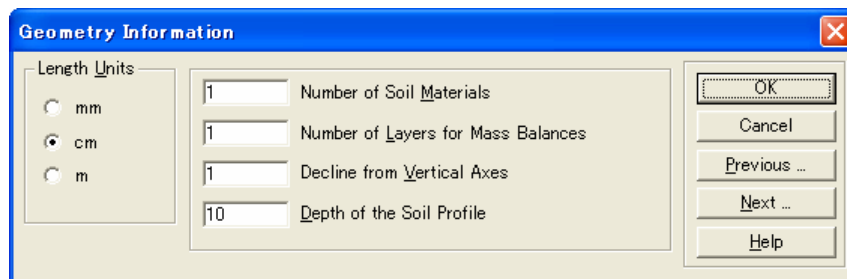 Geometry Information
Length Units
mm
cm
m
1 Number of Soil Materials
1 Number of Layers for Mass Balances
1 Decline from Vertical Axes
10 Depth of the Soil Profile
OK
Cancel
Previous ...
Next ...
Help